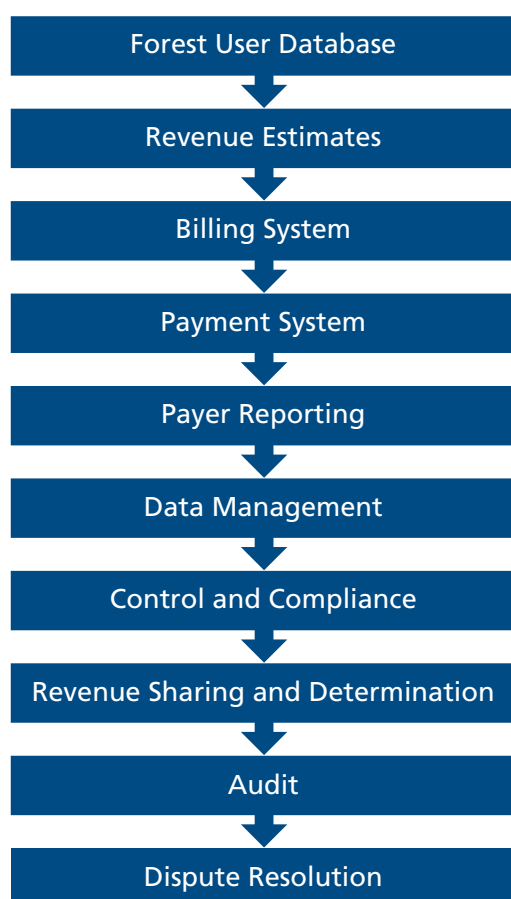 Forest User Database
Revenue Estimates
Billing System
Payment System
Payer Reporting
Data Management
Control and Compliance
Revenue Sharing and Determination
Audit
Dispute Resolution